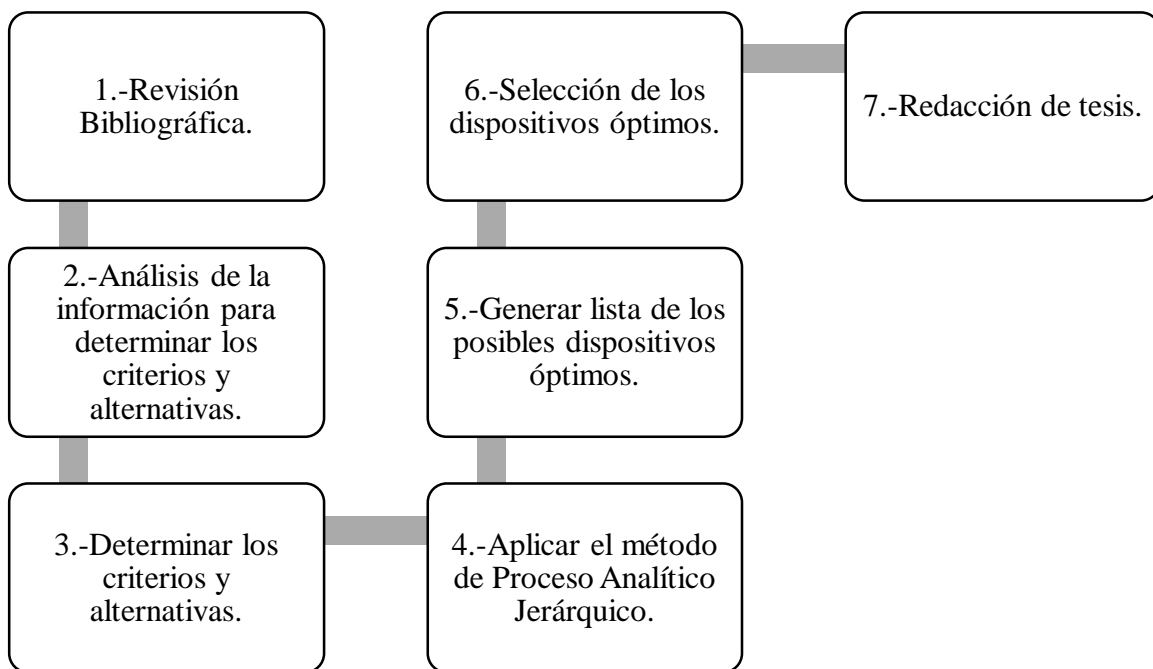 1.-Revisión
Bibliográfica.
2.-Análisis de la
información para
determinar los
criterios y
alternativas.
3.-Determinar los
criterios y
alternativas.
4.-Aplicar el método
de Proceso Analítico
Jerárquico.
5.-Generar lista de los
posibles dispositivos
óptimos.
6.-Selección de los
dispositivos óptimos.
7.-Redacción de tesis.